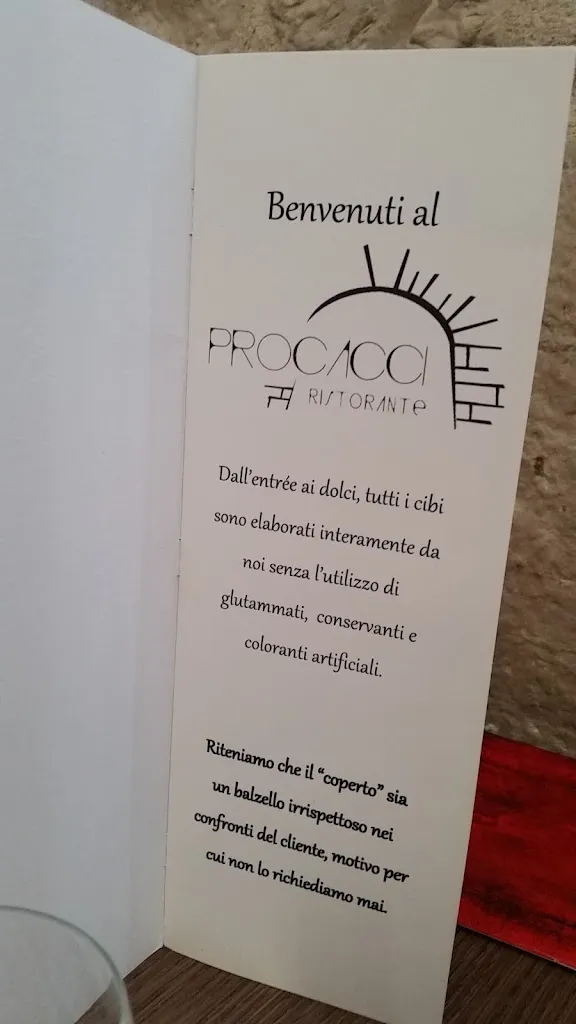 Benvenuti al
PROCACCI
RISTORANTE
Dall'entrée ai dolci, tutti i cibi
sono elaborati interamente da
noi senza l'utilizzo di
glutammati, conservanti e
coloranti artificiali.
Riteniamo che il "coperto" sia
un balzello irrispettoso nei
confronti del cliente, motivo per
cui non lo richiediamo mai.